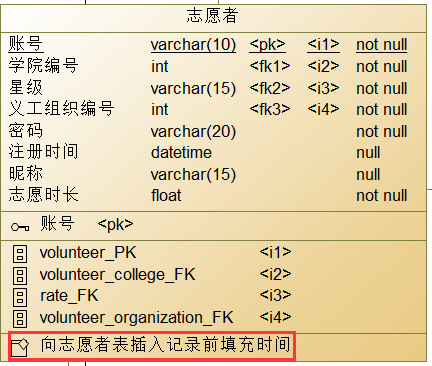 志愿者
账号 varchar(10) <pk> <i1> not null
学院编号 int <fk1> <i2> not null
星级 varchar(15) <fk2> <i3> not null
义工组织编号 int <fk3> <i4> not null
密码 varchar(20) not null
注册时间 datetime null
昵称 varchar(15) null
志愿时长 float not null
账号 <pk>
volunteer_PK <i1>
volunteer_college_FK <i2>
rate_FK <i3>
volunteer_organization_FK <i4>
向志愿者表插入记录前填充时间